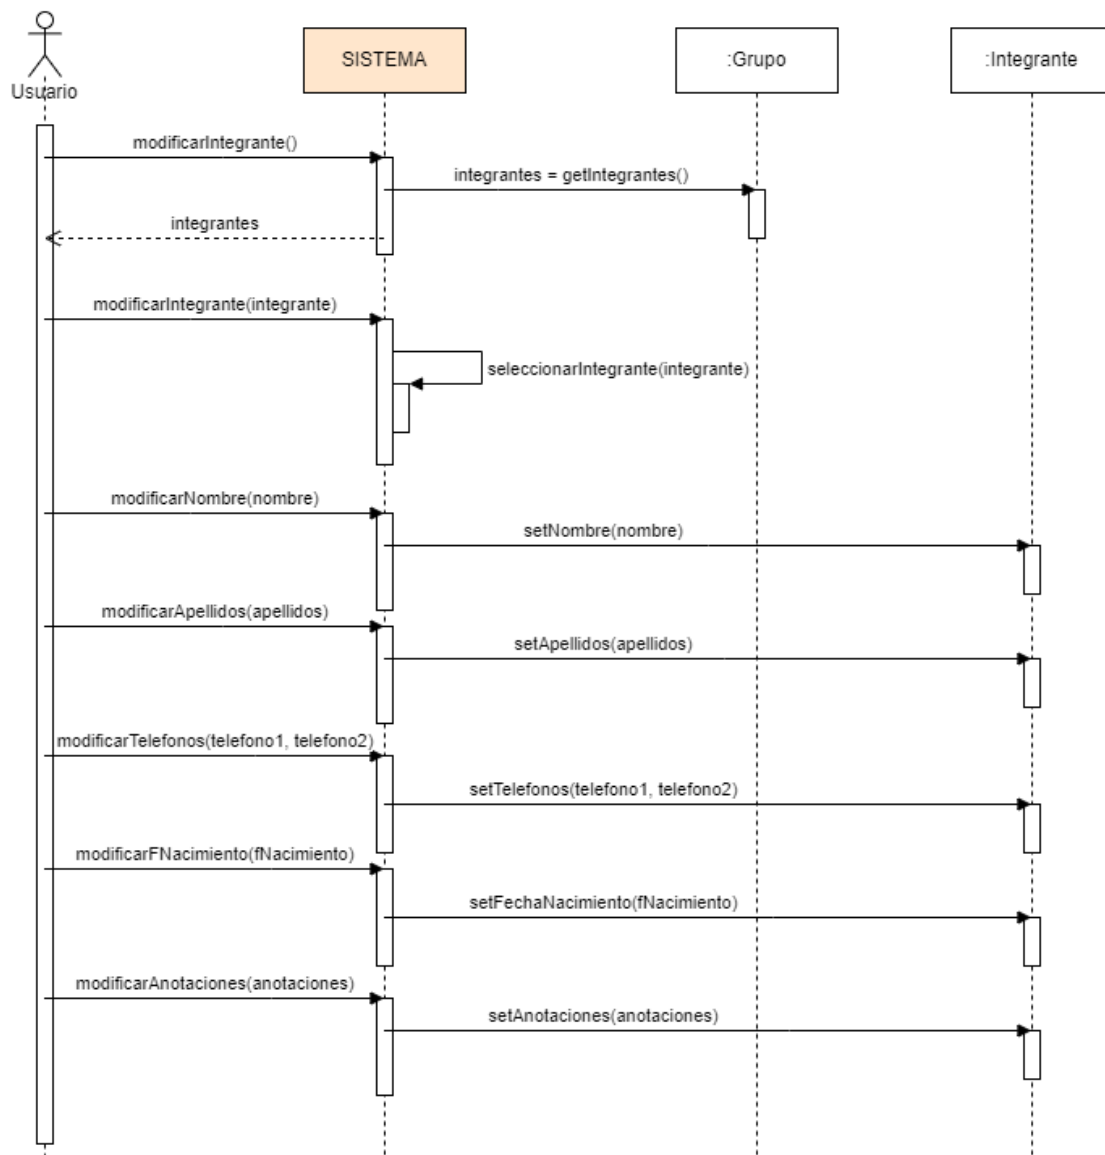 Usuario
SISTEMA
:Grupo
:Integrante
modificarIntegrante()
integrantes = getIntegrantes()
integrantes
modificarIntegrante(integrante)
seleccionarIntegrante(integrante)
modificarNombre(nombre)
setNombre(nombre)
modificarApellidos(apellidos)
setApellidos(apellidos)
modificarTelefonos(telefono1, telefono2)
setTelefonos(telefono1, telefono2)
modificarFNacimiento(fNacimiento)
setFechaNacimiento(fNacimiento)
modificarAnotaciones(anotaciones)
setAnotaciones(anotaciones)